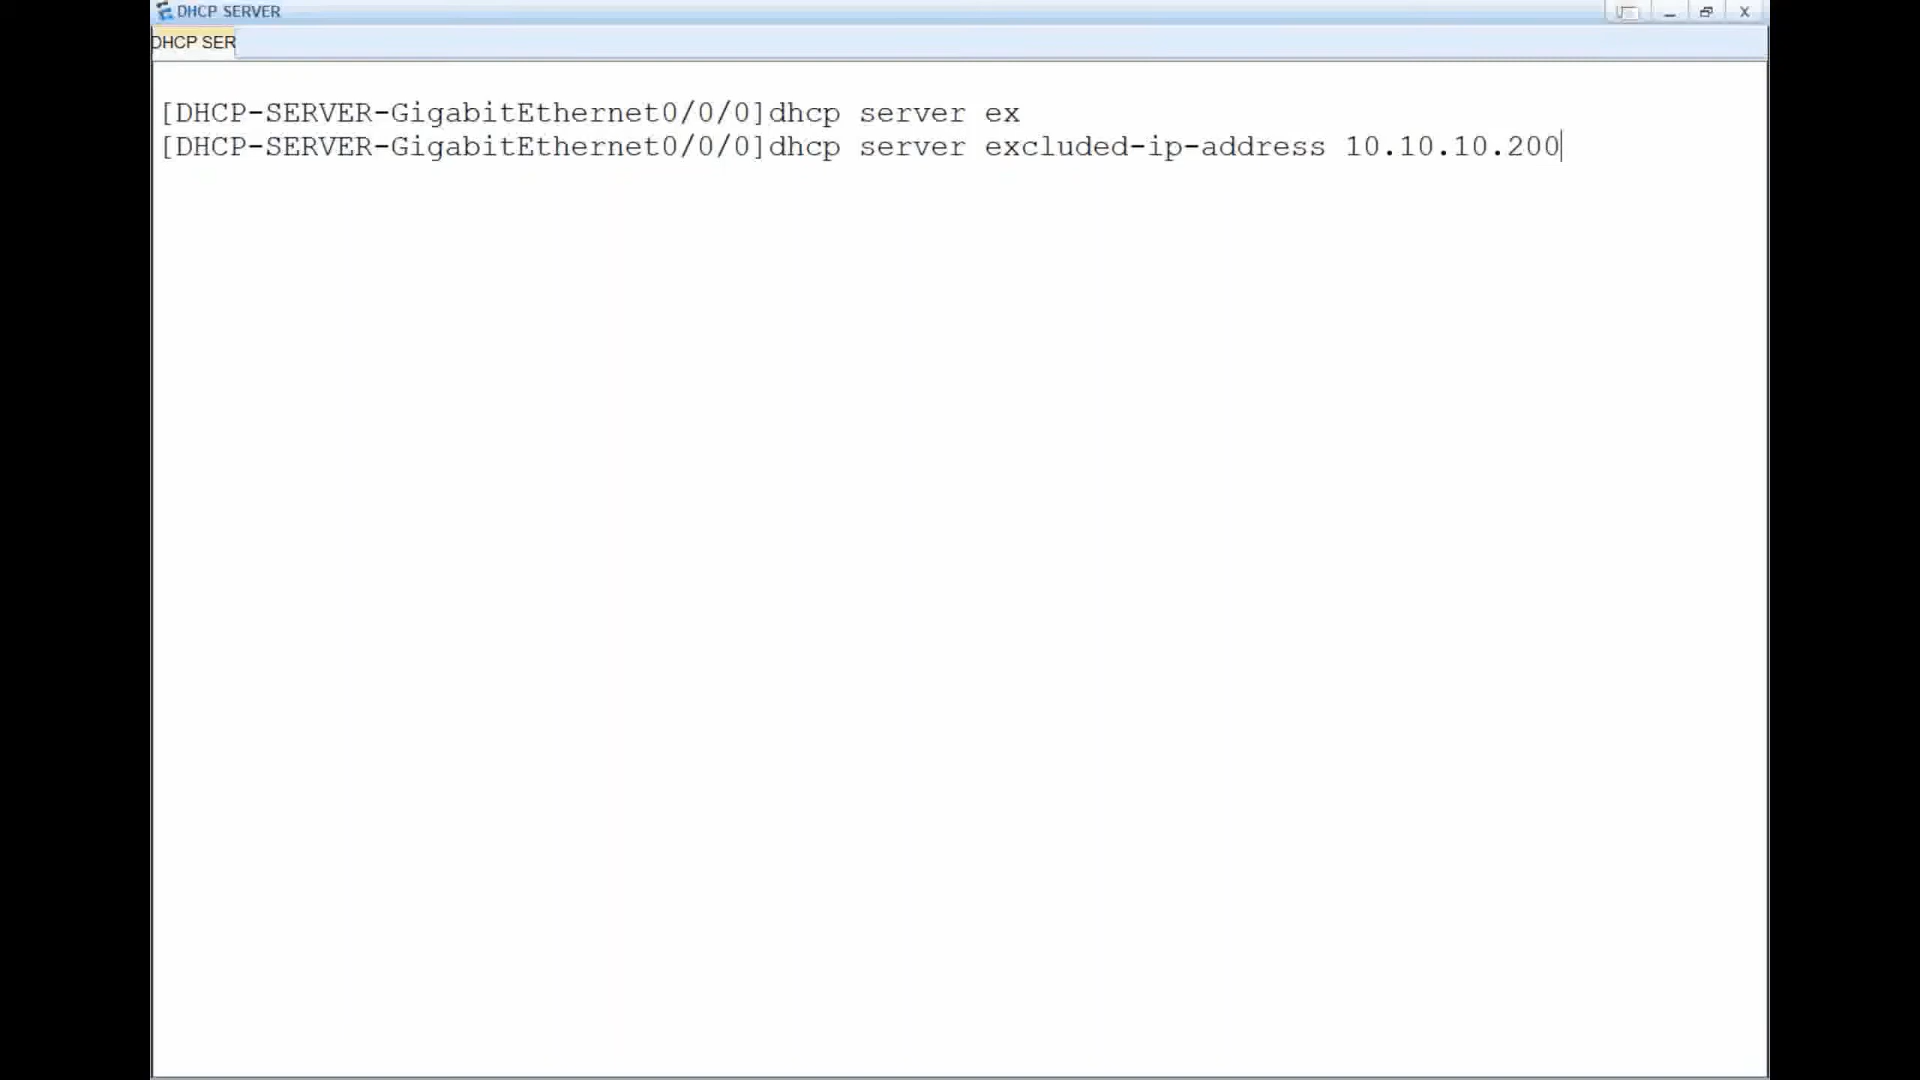 DHCP SERVER
DHCP SER
[DHCP-SERVER-GigabitEthernet0/0/0]dhcp server ex
[DHCP-SERVER-GigabitEthernet0/0/0]dhcp server excluded-ip-address 10.10.10.200